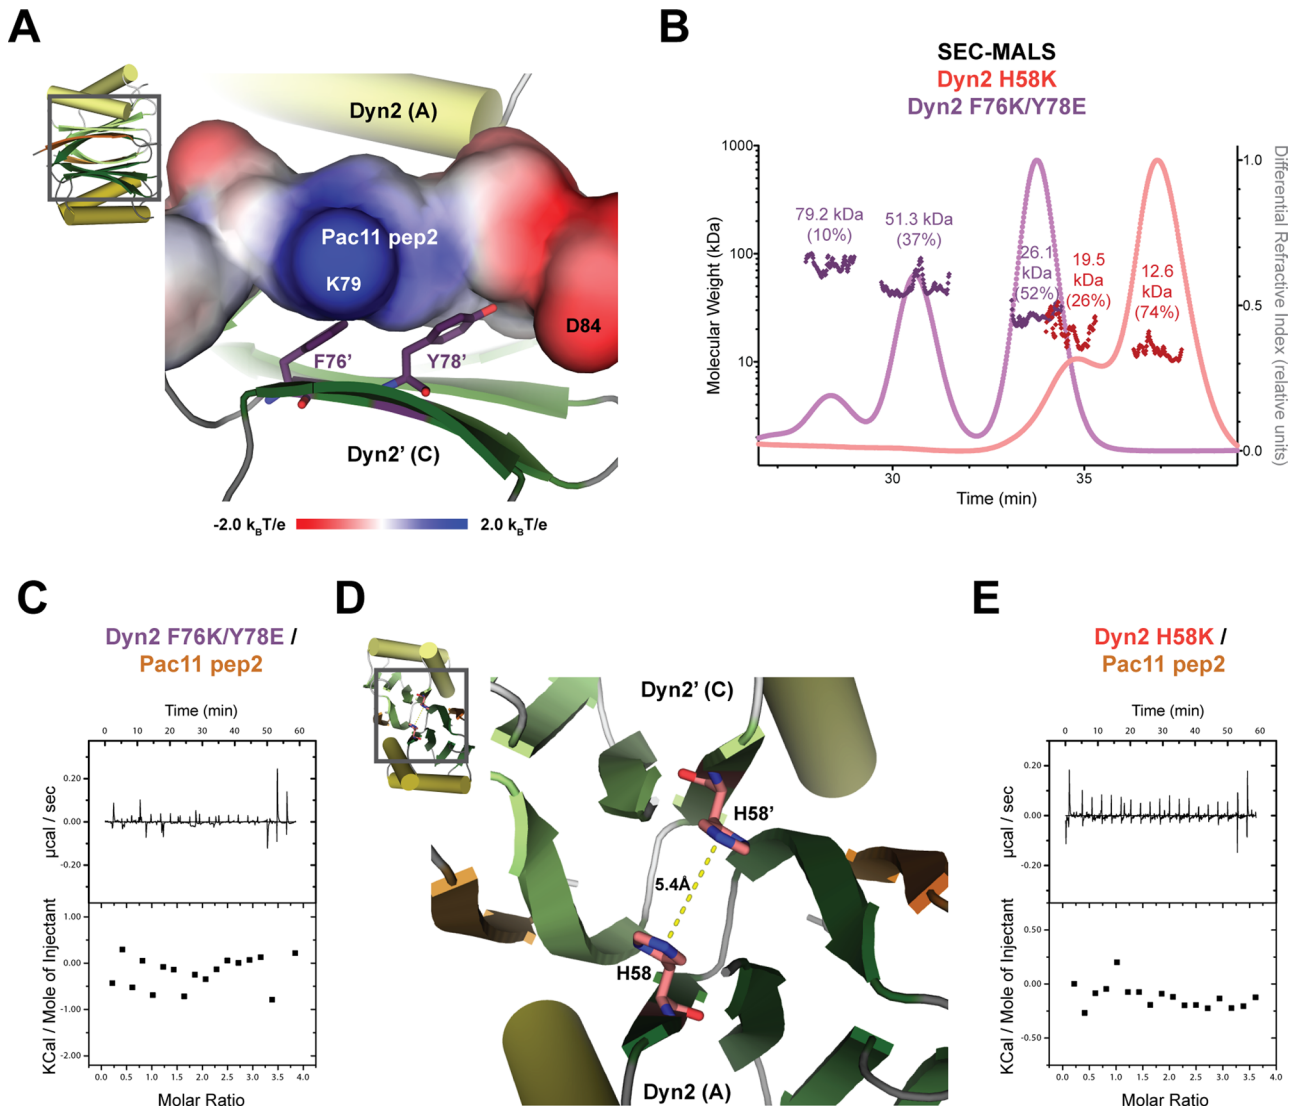 A
Dyn2 (A)
Pac11 pep2
K79
D84
F76’
Y78’
Dyn2’ (C)
-2.0 kBT/e
2.0 kBT/e
B
SEC-MALS
Dyn2 H58K
Dyn2 F76K/Y78E
Molecular Weight (kDa)
1000
100
10
79.2 kDa
(10%)
51.3 kDa
(37%)
26.1
kDa
(52%)
19.5
kDa
(26%)
12.6
kDa
(74%)
1.0
0.5
0.0
Differential Refractive Index (relative units)
30
35
Time (min)
C
Dyn2 F76K/Y78E /
Pac11 pep2
Time (min)
0 10 20 30 40 50 60
µcal / sec
0.20
0.00
-0.20
KCal / Mole of Injectant
1.00
0.00
-1.00
-2.00
0.0 0.5 1.0 1.5 2.0 2.5 3.0 3.5 4.0
Molar Ratio
D
Dyn2’ (C)
H58’
5.4Å
H58
Dyn2 (A)
E
Dyn2 H58K /
Pac11 pep2
Time (min)
0 10 20 30 40 50 60
µcal / sec
0.20
0.00
-0.20
KCal / Mole of Injectant
0.50
0.00
-0.50
0.0 0.5 1.0 1.5 2.0 2.5 3.0 3.5 4.0
Molar Ratio